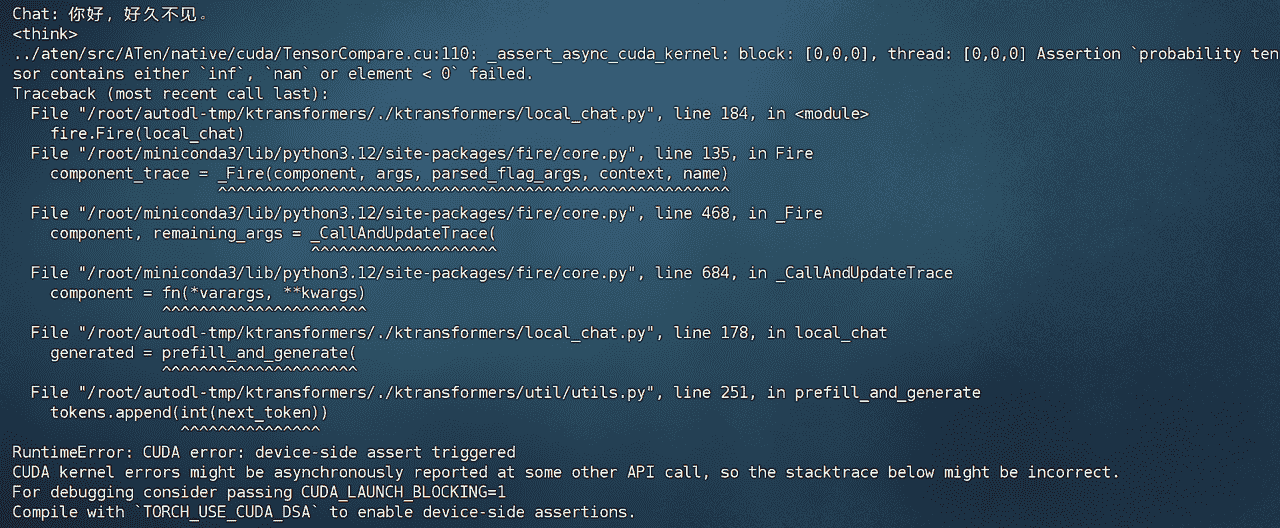 Chat: 你好, 好久不见。
<think>
../aten/src/ATen/native/cuda/TensorCompare.cu:110: _assert_async_cuda_kernel: block: [0,0,0], thread: [0,0,0] Assertion `probability ten
sor contains either `inf`, `nan` or element < 0` failed.
Traceback (most recent call last):
  File "/root/autodl-tmp/ktransformers/./ktransformers/local_chat.py", line 184, in <module>
    fire.Fire(local_chat)
  File "/root/miniconda3/lib/python3.12/site-packages/fire/core.py", line 135, in Fire
    component_trace = _Fire(component, args, parsed_flag_args, context, name)
                      ^^^^^^^^^^^^^^^^^^^^^^^^^^^^^^^^^^^^^^^^^^^^^^^^^^^^^^^
  File "/root/miniconda3/lib/python3.12/site-packages/fire/core.py", line 468, in _Fire
    component, remaining_args = _CallAndUpdateTrace(
                                ^^^^^^^^^^^^^^^^^^^^
  File "/root/miniconda3/lib/python3.12/site-packages/fire/core.py", line 684, in _CallAndUpdateTrace
    component = fn(*varargs, **kwargs)
                ^^^^^^^^^^^^^^^^^^^^^^
  File "/root/autodl-tmp/ktransformers/./ktransformers/local_chat.py", line 178, in local_chat
    generated = prefill_and_generate(
                ^^^^^^^^^^^^^^^^^^^^^
  File "/root/autodl-tmp/ktransformers/./ktransformers/util/utils.py", line 251, in prefill_and_generate
    tokens.append(int(next_token))
                  ^^^^^^^^^^^^^^^
RuntimeError: CUDA error: device-side assert triggered
CUDA kernel errors might be asynchronously reported at some other API call, so the stacktrace below might be incorrect.
For debugging consider passing CUDA_LAUNCH_BLOCKING=1
Compile with `TORCH_USE_CUDA_DSA` to enable device-side assertions.